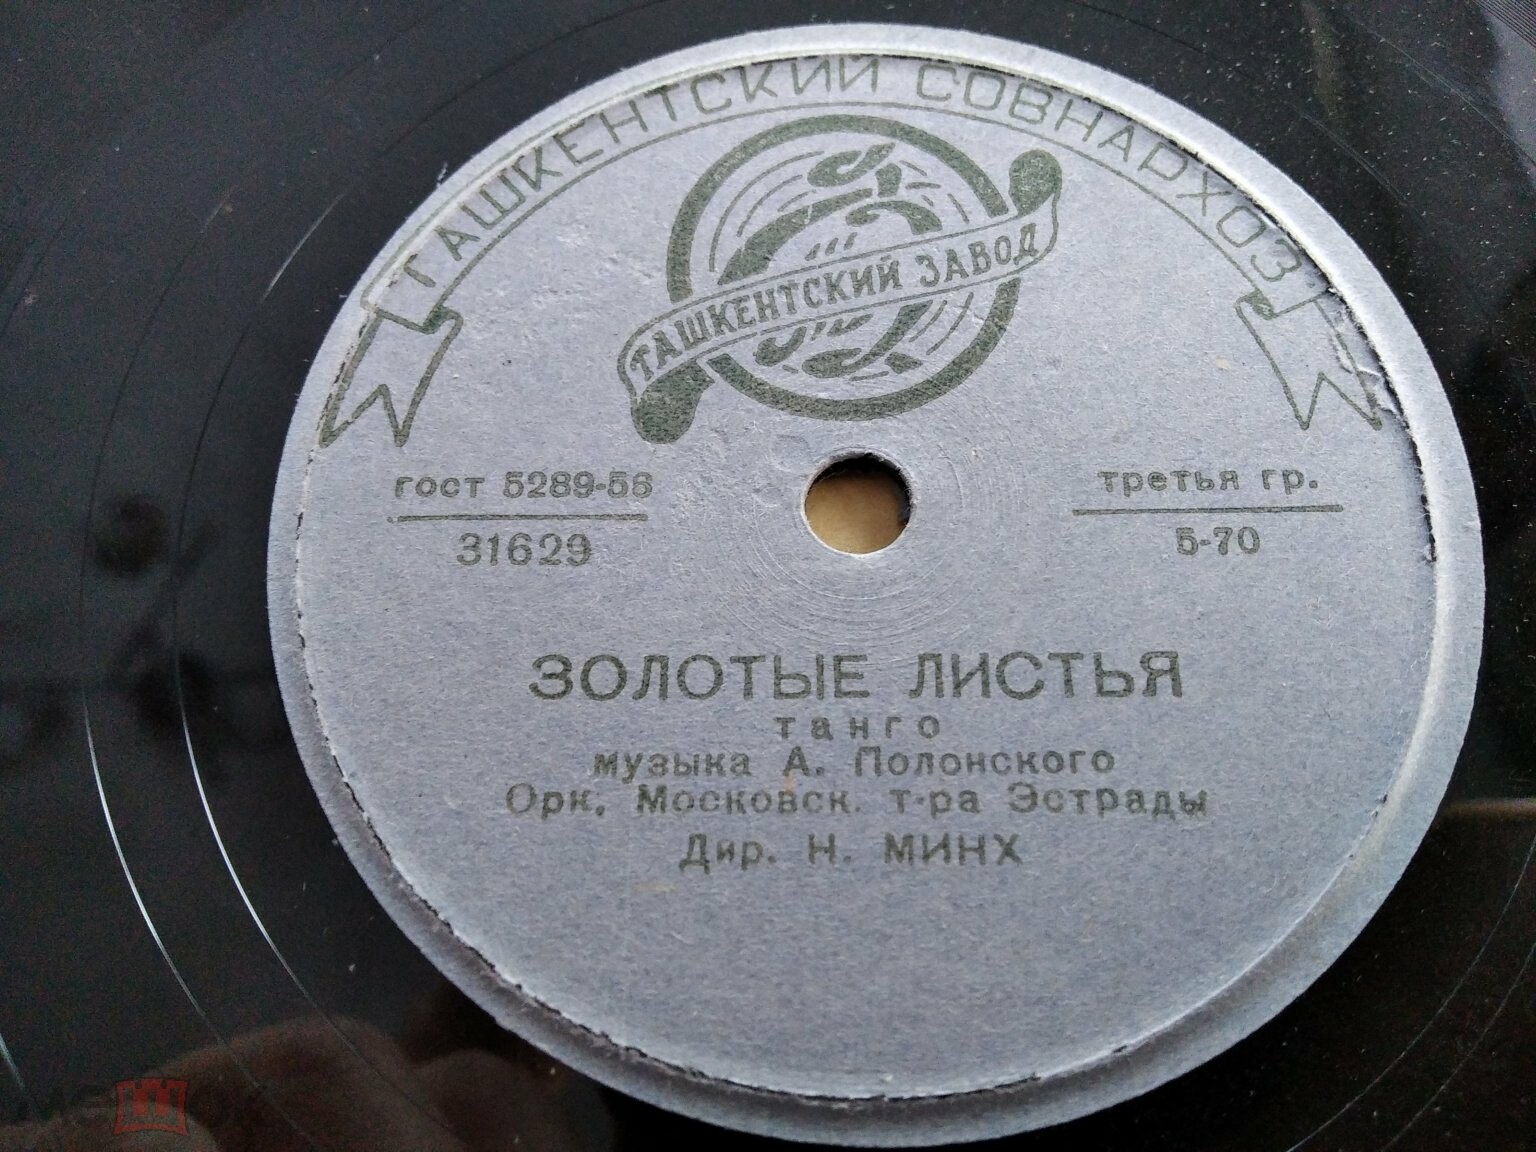 ТАШКЕНТСКИЙ СОВНАРХОЗ
ТАШКЕНТСКИЙ ЗАВОД
гост 5289-56
31629
третья гр.
5-70
ЗОЛОТЫЕ ЛИСТЬЯ
танго
музыка А. Полонского
Орк. Московск. т-ра Эстрады
Дир. Н. МИНХ